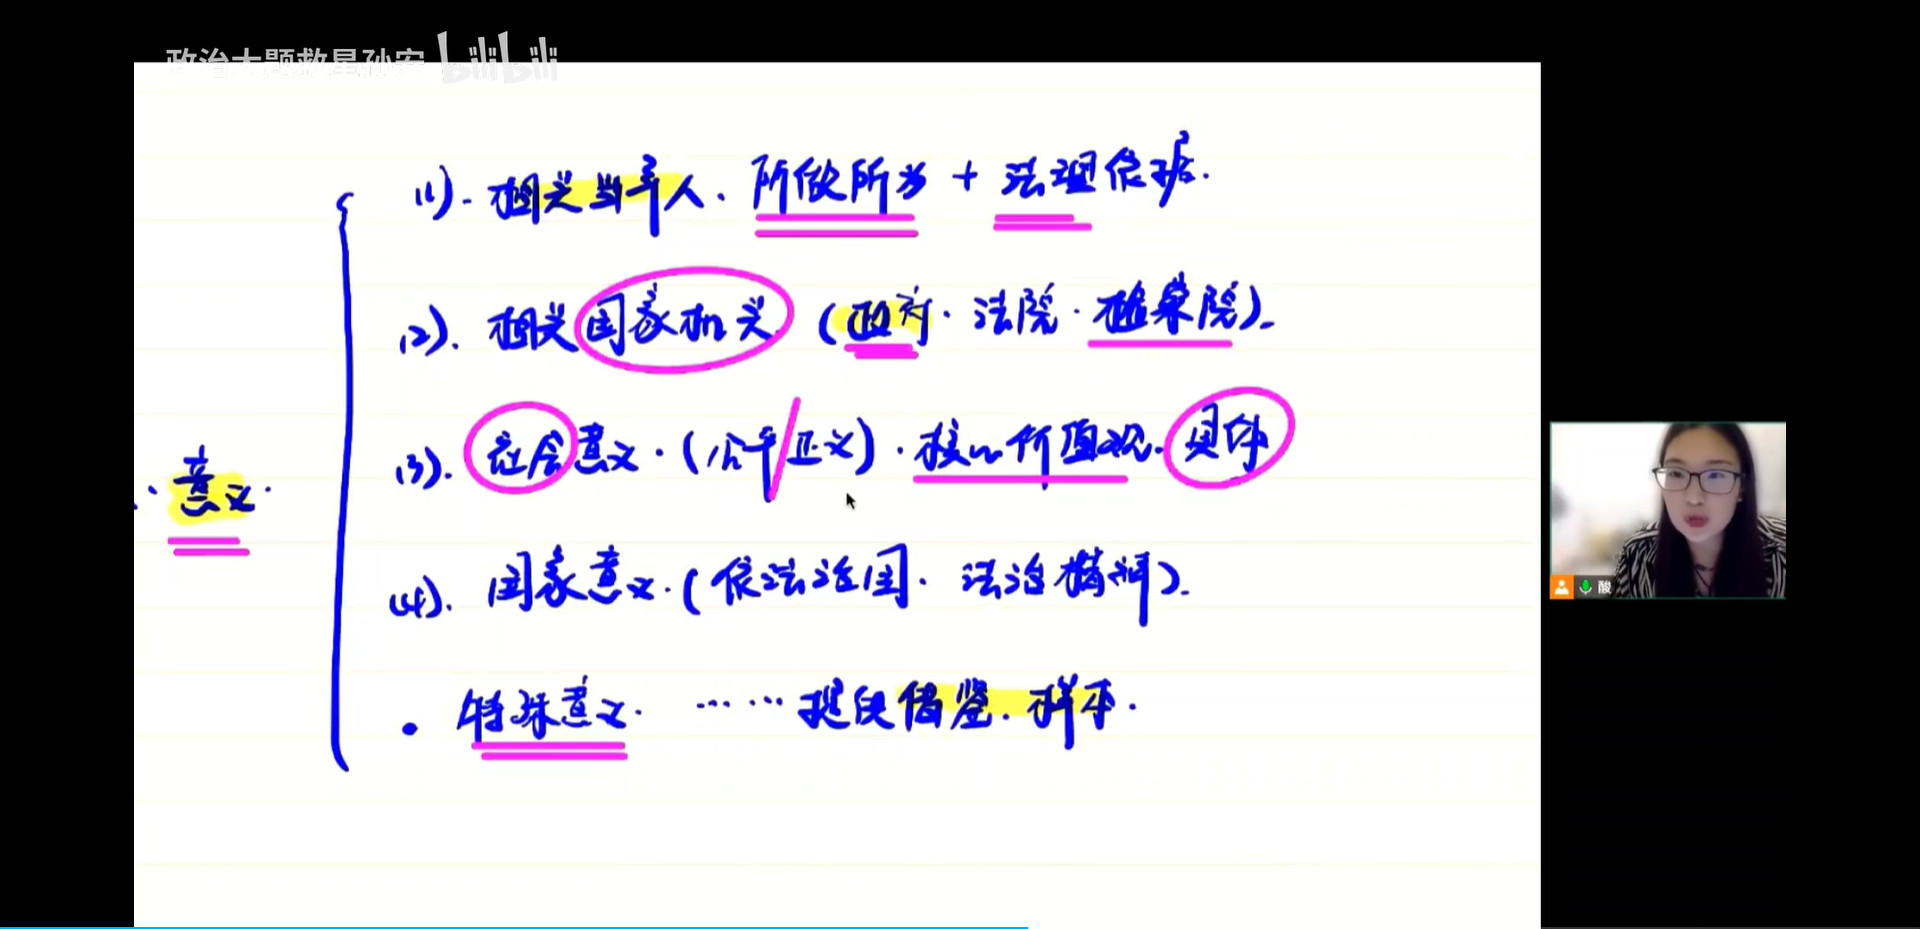 政治大题救星孙安 bilibili
(1). 相关当事人、所做所为 + 法理依据.
(2). 相关国家机关 (政府·法院·检察院).
(3). 社会意义·(公平/正义)·核心价值观. 具体
·意义·
(4). 国家意义·(依法治国·法治精神).
· 特殊意义. ······提供借鉴. 样本.
酸